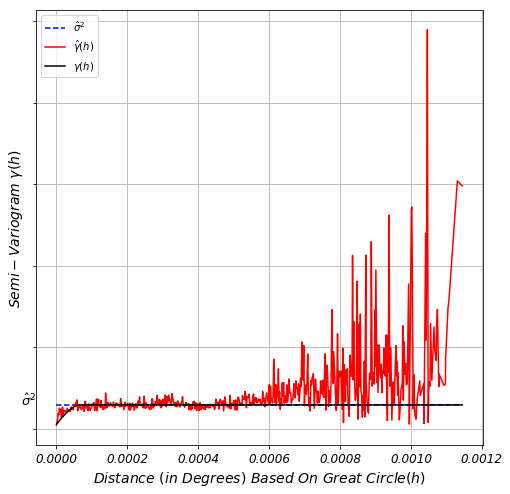 σ̂²
γ̂(h)
γ(h)
Semi − Variogram γ(h)
σ̂²
0.0000 0.0002 0.0004 0.0006 0.0008 0.0010 0.0012
Distance (in Degrees) Based On Great Circle(h)